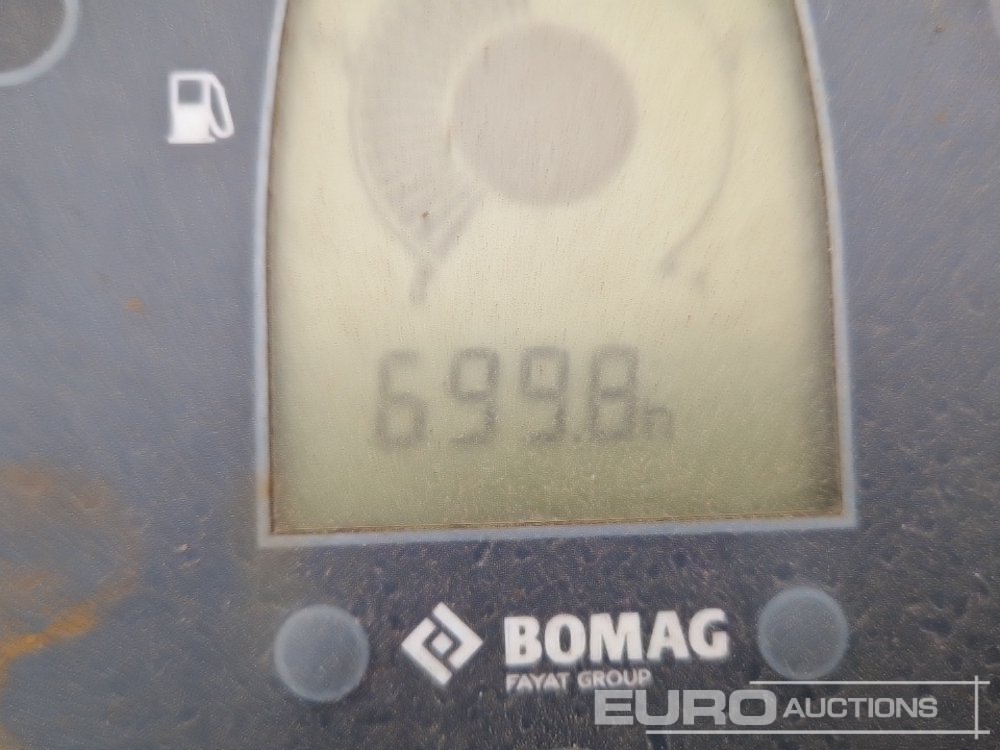 699.8h
BOMAG
FAYAT GROUP
EURO AUCTIONS